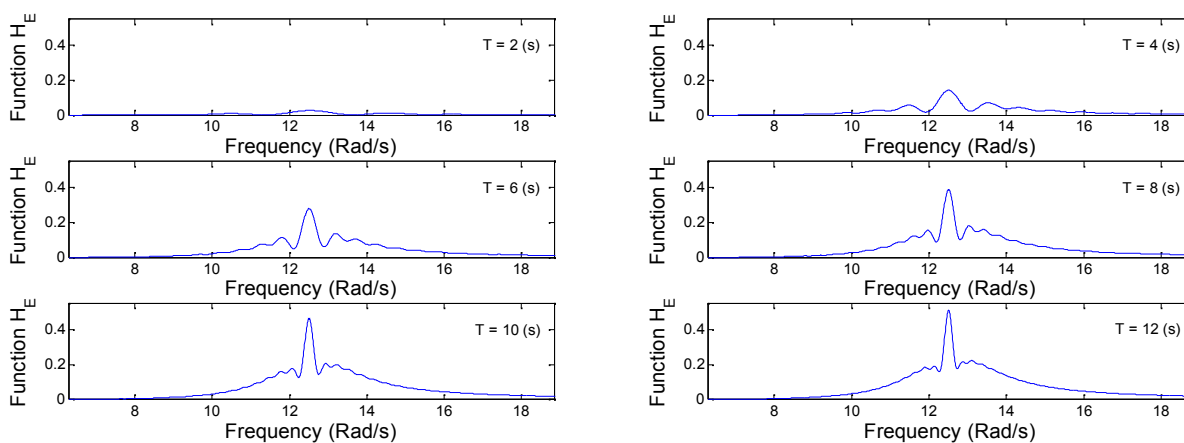 Function H_E
0.4
0.2
0
T = 2 (s)
8 10 12 14 16 18
Frequency (Rad/s)
Function H_E
0.4
0.2
0
T = 4 (s)
8 10 12 14 16 18
Frequency (Rad/s)
Function H_E
0.4
0.2
0
T = 6 (s)
8 10 12 14 16 18
Frequency (Rad/s)
Function H_E
0.4
0.2
0
T = 8 (s)
8 10 12 14 16 18
Frequency (Rad/s)
Function H_E
0.4
0.2
0
T = 10 (s)
8 10 12 14 16 18
Frequency (Rad/s)
Function H_E
0.4
0.2
0
T = 12 (s)
8 10 12 14 16 18
Frequency (Rad/s)